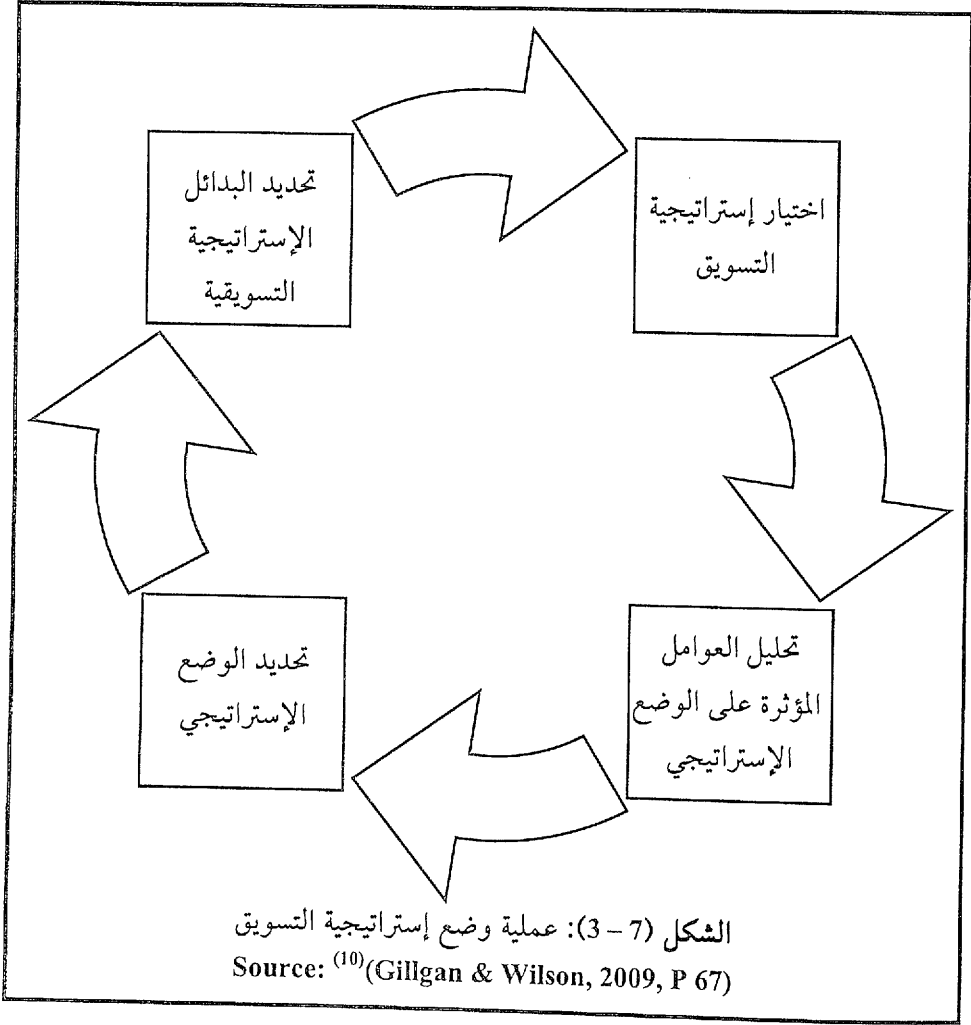 تحديد البدائل
الإستراتيجية
التسويقية
اختيار إستراتيجية
التسويق
تحليل العوامل
المؤثرة على الوضع
الإستراتيجي
تحديد الوضع
الإستراتيجي
الشكل (7 – 3): عملية وضع إستراتيجية التسويق
Source: (10)(Gillgan & Wilson, 2009, P 67)